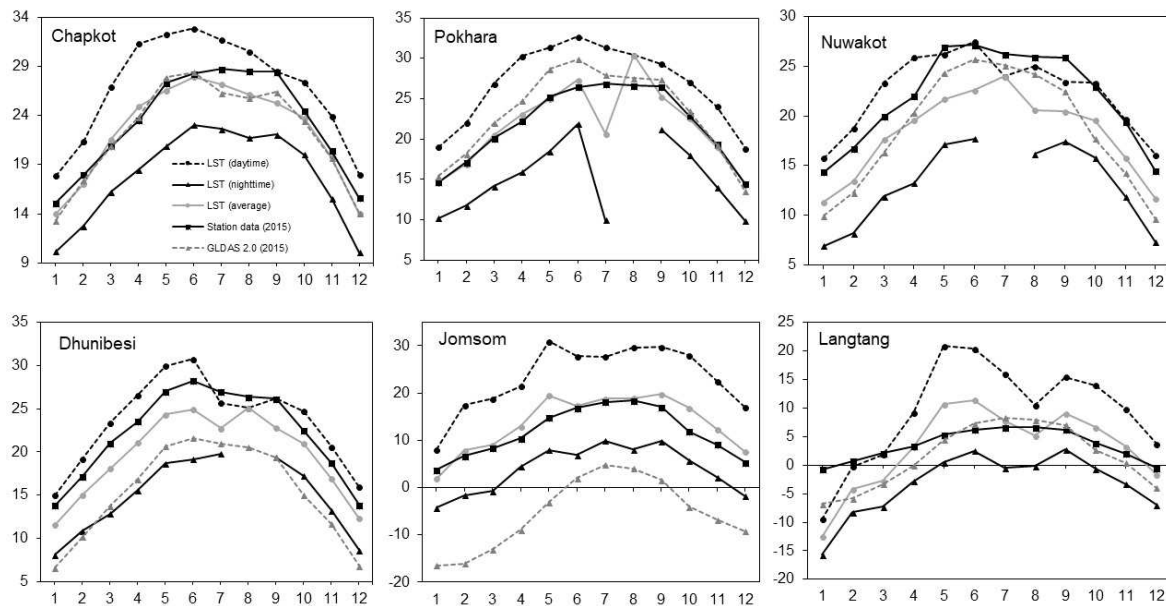 Chapkot
34
29
24
19
14
9
LST (daytime)
LST (nighttime)
LST (average)
Station data (2015)
GLDAS 2.0 (2015)
1 2 3 4 5 6 7 8 9 10 11 12
Pokhara
35
30
25
20
15
10
5
1 2 3 4 5 6 7 8 9 10 11 12
Nuwakot
30
25
20
15
10
5
1 2 3 4 5 6 7 8 9 10 11 12
Dhunibesi
35
30
25
20
15
10
5
1 2 3 4 5 6 7 8 9 10 11 12
Jomsom
30
20
10
0
-10
-20
1 2 3 4 5 6 7 8 9 10 11 12
Langtang
25
20
15
10
5
0
-5
-10
-15
-20
1 2 3 4 5 6 7 8 9 10 11 12